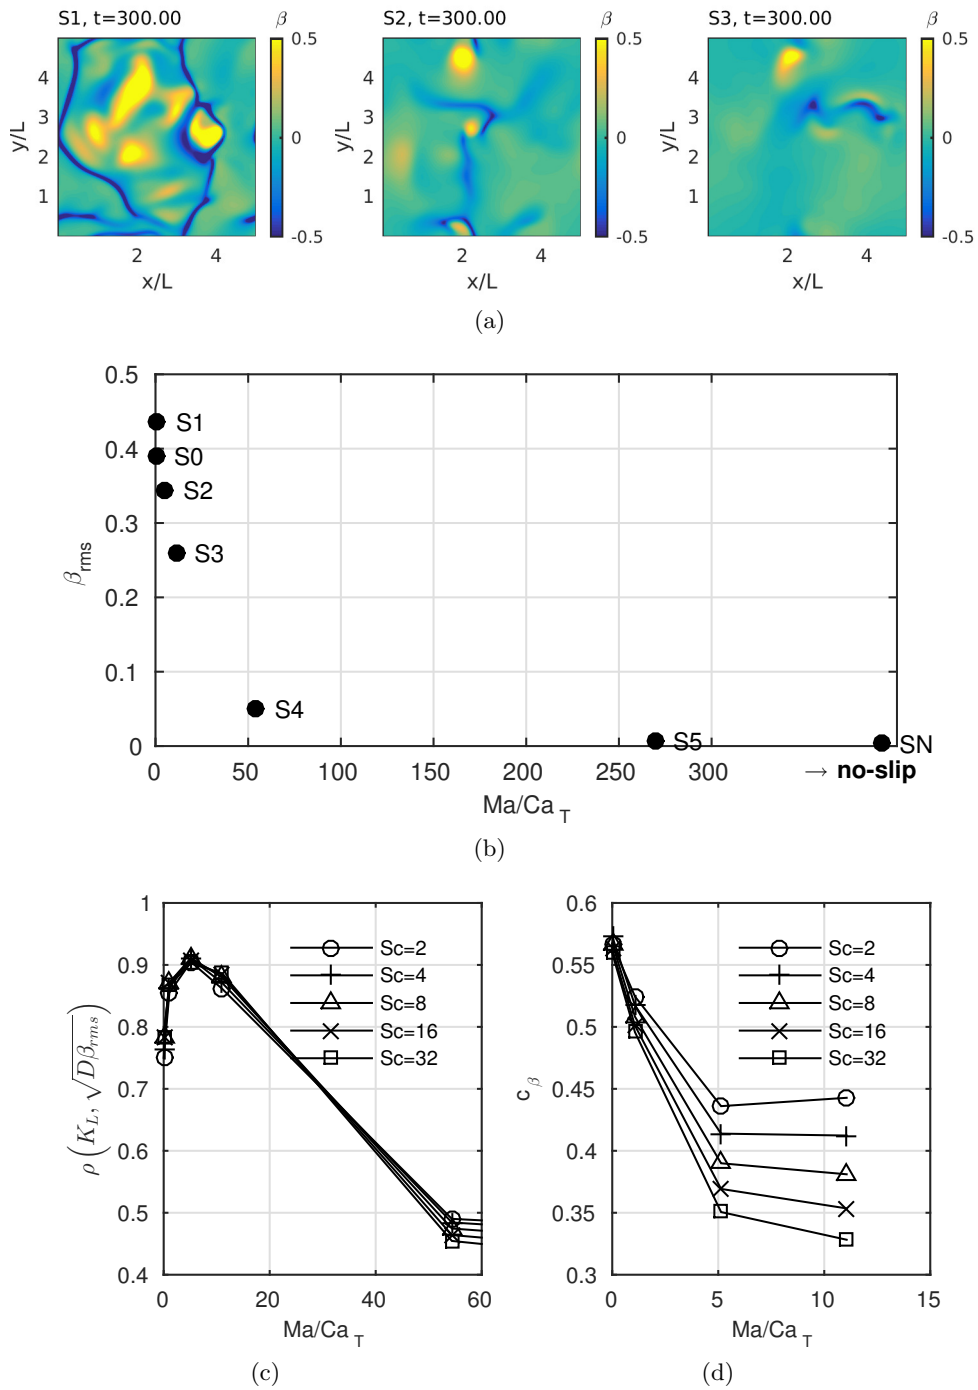 S1, t=300.00 β S2, t=300.00 β S3, t=300.00 β
0.5 0.5 0.5
4 4 4
3 3 3
y/L 0 y/L 0 y/L 0
2 2 2
1 1 1
-0.5 -0.5 -0.5
2 4 2 4 2 4
x/L x/L x/L
(a)
0.5
S1
0.4 S0
S2
0.3
S3
β_rms
0.2
0.1
S4
0 S5 SN
0 50 100 150 200 250 300 → no-slip
Ma/Ca_T
(b)
1 0.6
Sc=2 Sc=2
0.9 0.55
Sc=4 Sc=4
Sc=8 Sc=8
0.8 0.5
Sc=16 Sc=16
Sc=32 Sc=32
ρ (K_L, √Dβ_rms) c_β
0.7 0.45
0.6 0.4
0.5 0.35
0.4 0.3
0 20 40 60 0 5 10 15
Ma/Ca_T Ma/Ca_T
(c) (d)